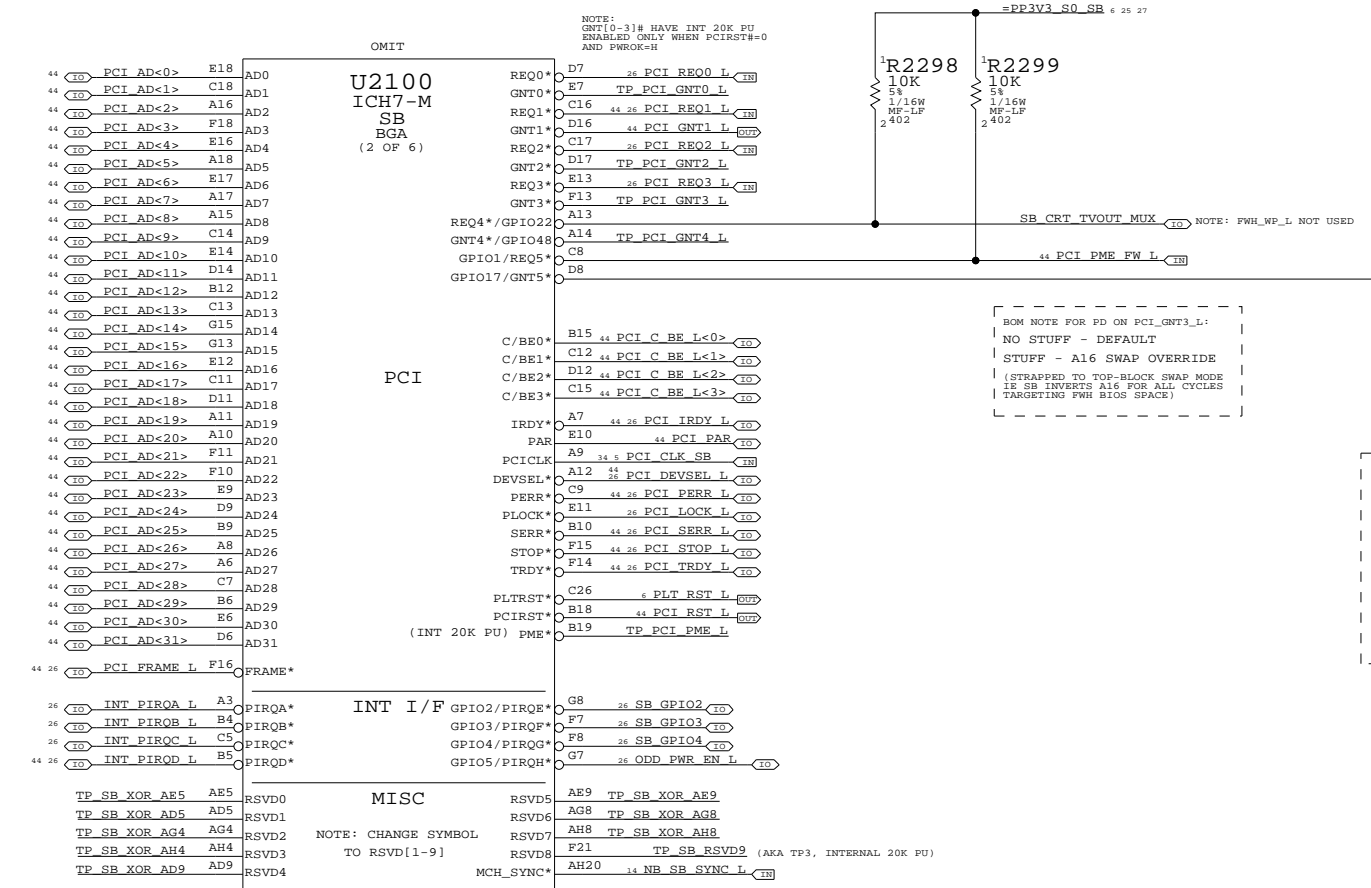 NOTE:
GNT[0-3]# HAVE INT 20K PU
ENABLED ONLY WHEN PCIRST#=0
AND PWROK=H
=PP3V3_S0_SB 6 25 27
OMIT
U2100
ICH7-M
SB
BGA
(2 OF 6)
1 R2298
10K
5%
1/16W
MF-LF
2 402
1 R2299
10K
5%
1/16W
MF-LF
2 402
44 IO PCI_AD<0> E18 AD0
44 IO PCI_AD<1> C18 AD1
44 IO PCI_AD<2> A16 AD2
44 IO PCI_AD<3> F18 AD3
44 IO PCI_AD<4> E16 AD4
44 IO PCI_AD<5> A18 AD5
44 IO PCI_AD<6> E17 AD6
44 IO PCI_AD<7> A17 AD7
44 IO PCI_AD<8> A15 AD8
44 IO PCI_AD<9> C14 AD9
44 IO PCI_AD<10> E14 AD10
44 IO PCI_AD<11> D14 AD11
44 IO PCI_AD<12> B12 AD12
44 IO PCI_AD<13> C13 AD13
44 IO PCI_AD<14> G15 AD14
44 IO PCI_AD<15> G13 AD15
44 IO PCI_AD<16> E12 AD16
44 IO PCI_AD<17> C11 AD17
44 IO PCI_AD<18> D11 AD18
44 IO PCI_AD<19> A11 AD19
44 IO PCI_AD<20> A10 AD20
44 IO PCI_AD<21> F11 AD21
44 IO PCI_AD<22> F10 AD22
44 IO PCI_AD<23> E9 AD23
44 IO PCI_AD<24> D9 AD24
44 IO PCI_AD<25> B9 AD25
44 IO PCI_AD<26> A8 AD26
44 IO PCI_AD<27> A6 AD27
44 IO PCI_AD<28> C7 AD28
44 IO PCI_AD<29> B6 AD29
44 IO PCI_AD<30> E6 AD30
44 IO PCI_AD<31> D6 AD31
44 26 IO PCI_FRAME_L F16 FRAME*
PCI
REQ0* D7 26 PCI_REQ0_L IN
GNT0* E7 TP_PCI_GNT0_L
REQ1* C16 44 26 PCI_REQ1_L IN
GNT1* D16 44 PCI_GNT1_L OUT
REQ2* C17 26 PCI_REQ2_L IN
GNT2* D17 TP_PCI_GNT2_L
REQ3* E13 26 PCI_REQ3_L IN
GNT3* F13 TP_PCI_GNT3_L
REQ4*/GPIO22 A13 SB_CRT_TVOUT_MUX IO NOTE: FWH_WP_L NOT USED
GNT4*/GPIO48 A14 TP_PCI_GNT4_L
GPIO1/REQ5* C8 44 PCI_PME_FW_L IN
GPIO17/GNT5* D8
C/BE0* B15 44 PCI_C_BE_L<0> IO
C/BE1* C12 44 PCI_C_BE_L<1> IO
C/BE2* D12 44 PCI_C_BE_L<2> IO
C/BE3* C15 44 PCI_C_BE_L<3> IO
IRDY* A7 44 26 PCI_IRDY_L IO
PAR E10 44 PCI_PAR IO
PCICLK A9 34 5 PCI_CLK_SB IN
DEVSEL* A12 44 26 PCI_DEVSEL_L IO
PERR* C9 44 26 PCI_PERR_L IO
PLOCK* E11 26 PCI_LOCK_L IO
SERR* B10 44 26 PCI_SERR_L IO
STOP* F15 44 26 PCI_STOP_L IO
TRDY* F14 44 26 PCI_TRDY_L IO
PLTRST* C26 6 PLT_RST_L OUT
PCIRST* B18 44 PCI_RST_L OUT
(INT 20K PU) PME* B19 TP_PCI_PME_L
BOM NOTE FOR PD ON PCI_GNT3_L:
NO STUFF - DEFAULT
STUFF - A16 SWAP OVERRIDE
(STRAPPED TO TOP-BLOCK SWAP MODE
IE SB INVERTS A16 FOR ALL CYCLES
TARGETING FWH BIOS SPACE)
INT I/F
26 IO INT_PIRQA_L A3 PIRQA*
26 IO INT_PIRQB_L B4 PIRQB*
26 IO INT_PIRQC_L C5 PIRQC*
44 26 IO INT_PIRQD_L B5 PIRQD*
GPIO2/PIRQE* G8 26 SB_GPIO2 IO
GPIO3/PIRQF* F7 26 SB_GPIO3 IO
GPIO4/PIRQG* F8 26 SB_GPIO4 IO
GPIO5/PIRQH* G7 26 ODD_PWR_EN_L IO
MISC
NOTE: CHANGE SYMBOL
TO RSVD[1-9]
TP_SB_XOR_AE5 AE5 RSVD0
TP_SB_XOR_AD5 AD5 RSVD1
TP_SB_XOR_AG4 AG4 RSVD2
TP_SB_XOR_AH4 AH4 RSVD3
TP_SB_XOR_AD9 AD9 RSVD4
RSVD5 AE9 TP_SB_XOR_AE9
RSVD6 AG8 TP_SB_XOR_AG8
RSVD7 AH8 TP_SB_XOR_AH8
RSVD8 F21 TP_SB_RSVD9 (AKA TP3, INTERNAL 20K PU)
MCH_SYNC* AH20 14 NB_SB_SYNC_L IN